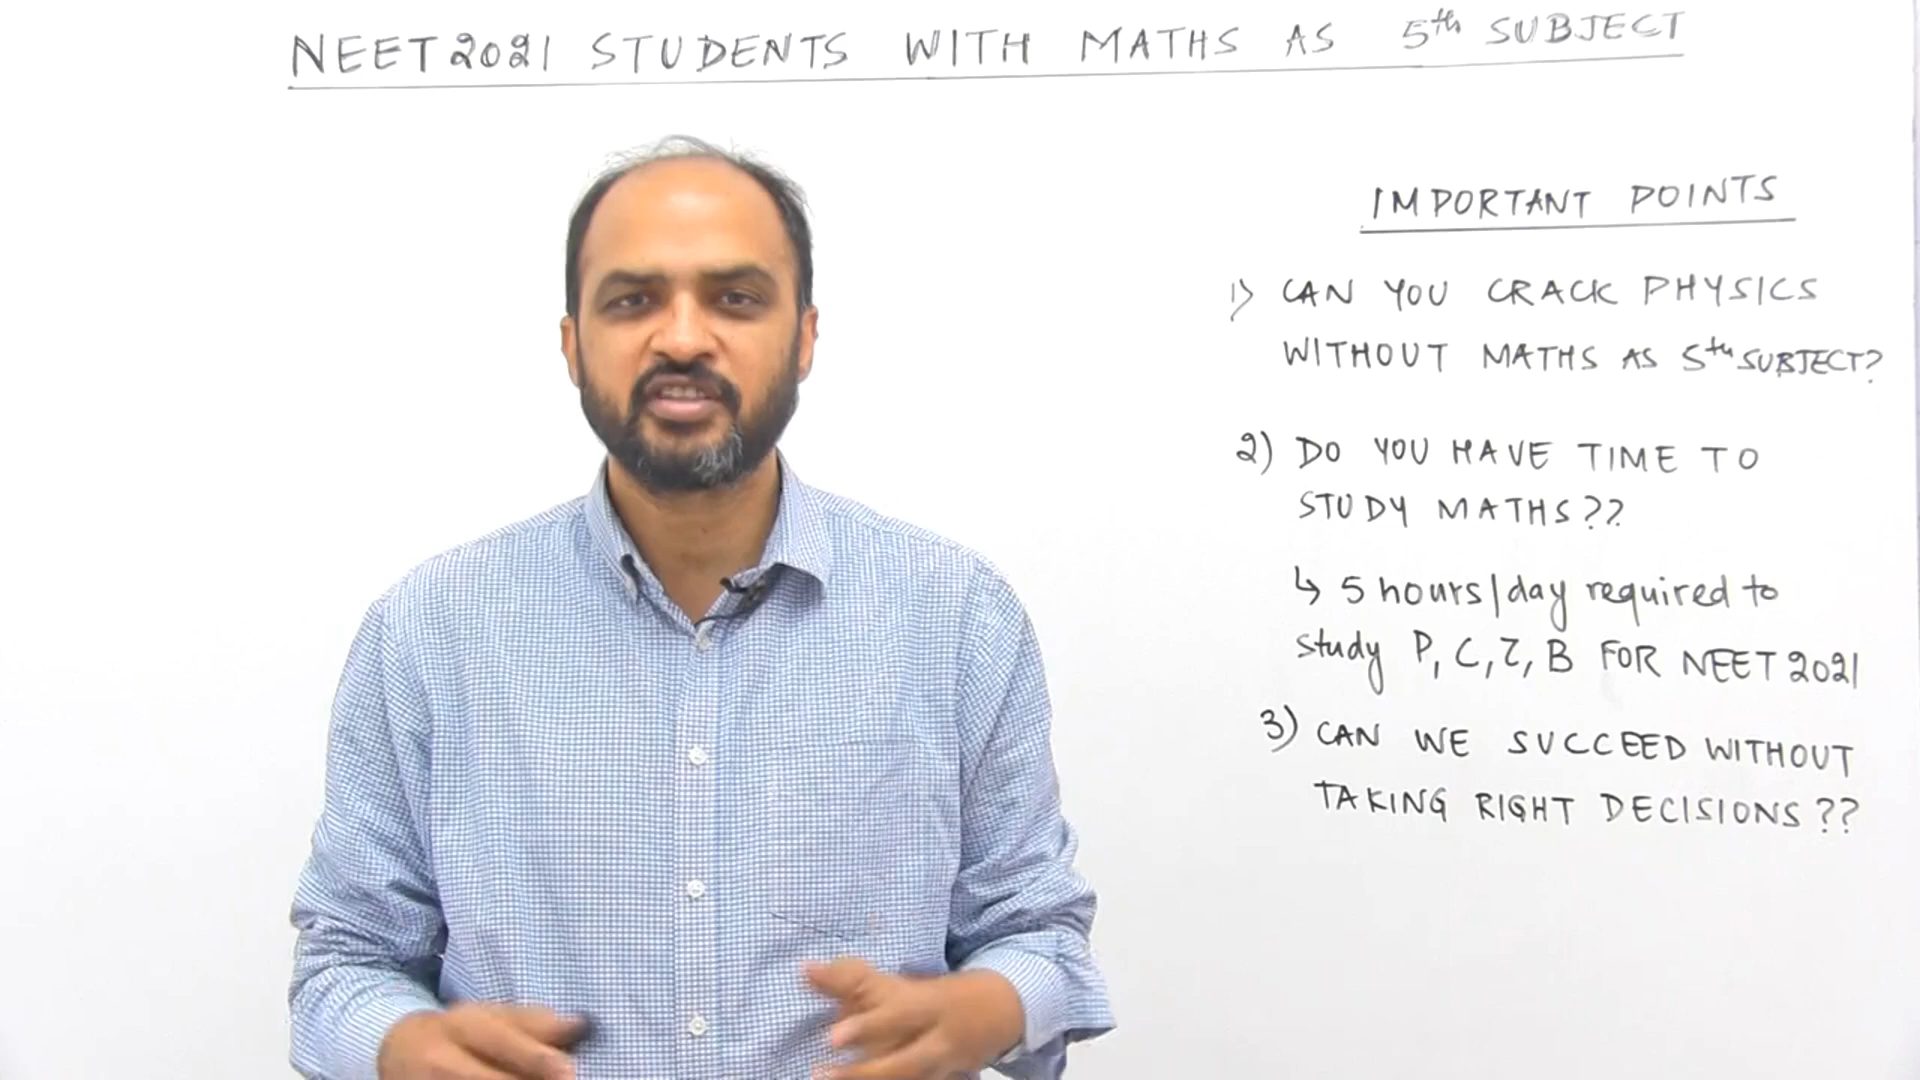 NEET2021 STUDENTS WITH MATHS AS 5th SUBJECT
IMPORTANT POINTS
1) CAN YOU CRACK PHYSICS
WITHOUT MATHS AS 5th SUBJECT?
2) DO YOU HAVE TIME TO
STUDY MATHS??
↳ 5 hours/day required to
study P, C, Z, B FOR NEET 2021
3) CAN WE SUCCEED WITHOUT
TAKING RIGHT DECISIONS??